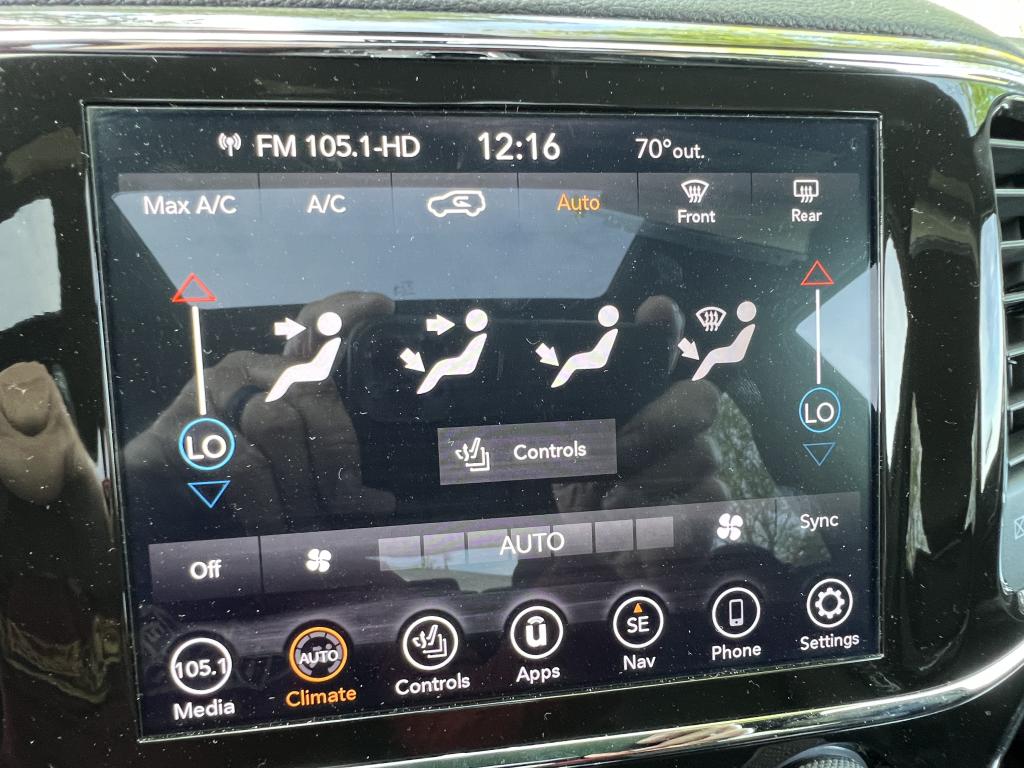 FM 105.1-HD 12:16 70° out.
Max A/C A/C Auto Front Rear
LO LO
Controls
Off AUTO Sync
105.1 AUTO u SE
Media Climate Controls Apps Nav Phone Settings